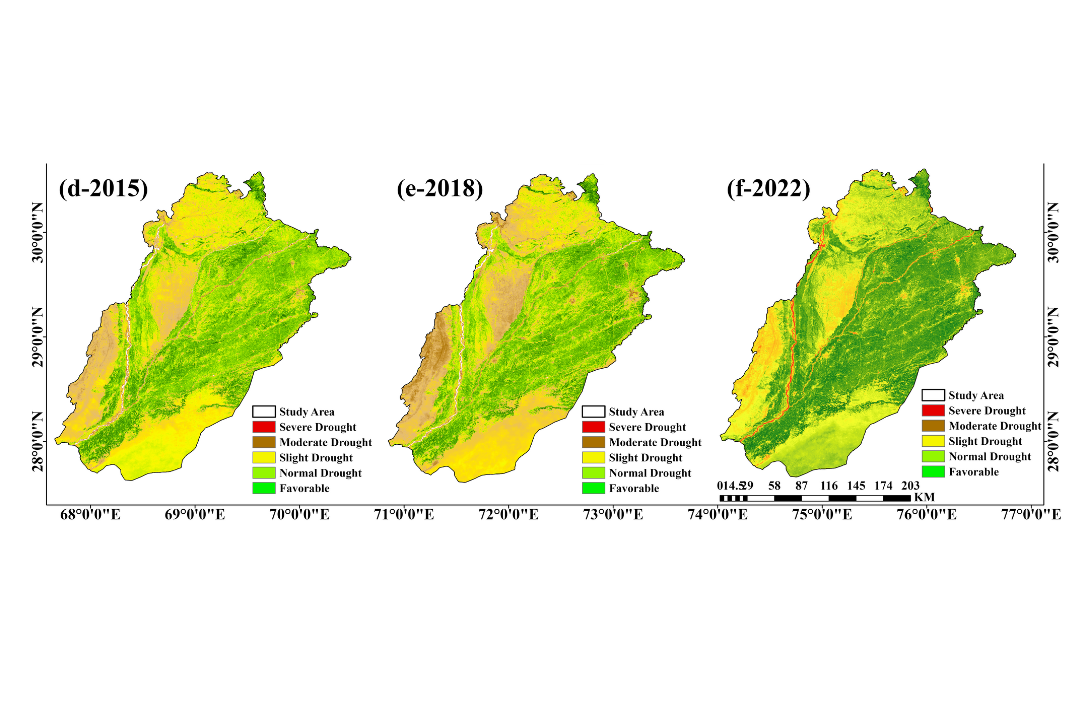 (d-2015)
(e-2018)
(f-2022)
30°0'0"N
29°0'0"N
28°0'0"N
30°0'0"N
29°0'0"N
28°0'0"N
Study Area
Severe Drought
Moderate Drought
Slight Drought
Normal Drought
Favorable
Study Area
Severe Drought
Moderate Drought
Slight Drought
Normal Drought
Favorable
Study Area
Severe Drought
Moderate Drought
Slight Drought
Normal Drought
Favorable
014.529 58 87 116 145 174 203
KM
68°0'0"E 69°0'0"E 70°0'0"E 71°0'0"E 72°0'0"E 73°0'0"E 74°0'0"E 75°0'0"E 76°0'0"E 77°0'0"E